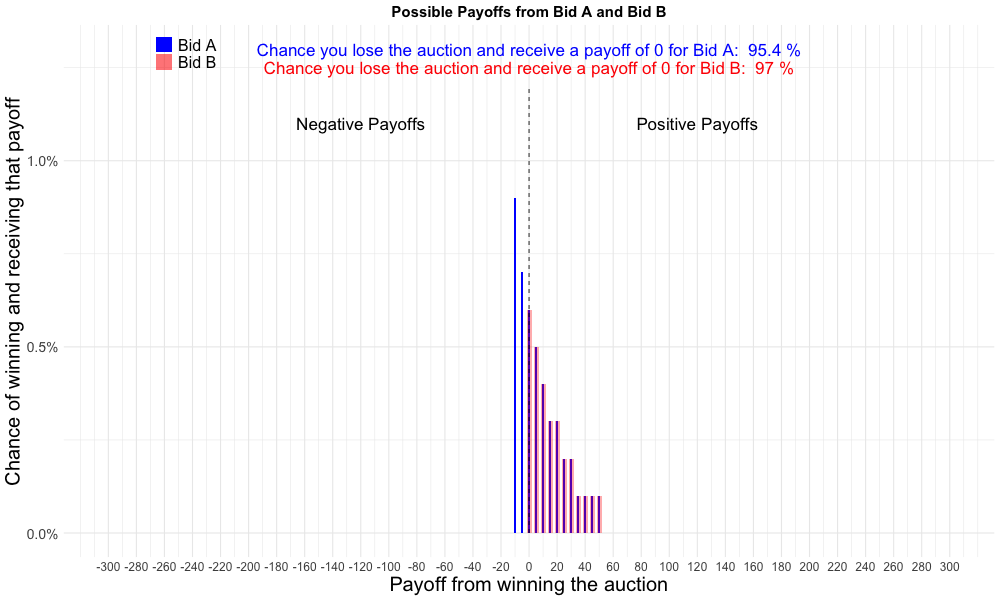 Possible Payoffs from Bid A and Bid B
Bid A
Bid B
Chance you lose the auction and receive a payoff of 0 for Bid A:  95.4 %
Chance you lose the auction and receive a payoff of 0 for Bid B:  97 %
Negative Payoffs
Positive Payoffs
Chance of winning and receiving that payoff
1.0%
0.5%
0.0%
-300 -280 -260 -240 -220 -200 -180 -160 -140 -120 -100 -80 -60 -40 -20 0 20 40 60 80 100 120 140 160 180 200 220 240 260 280 300
Payoff from winning the auction